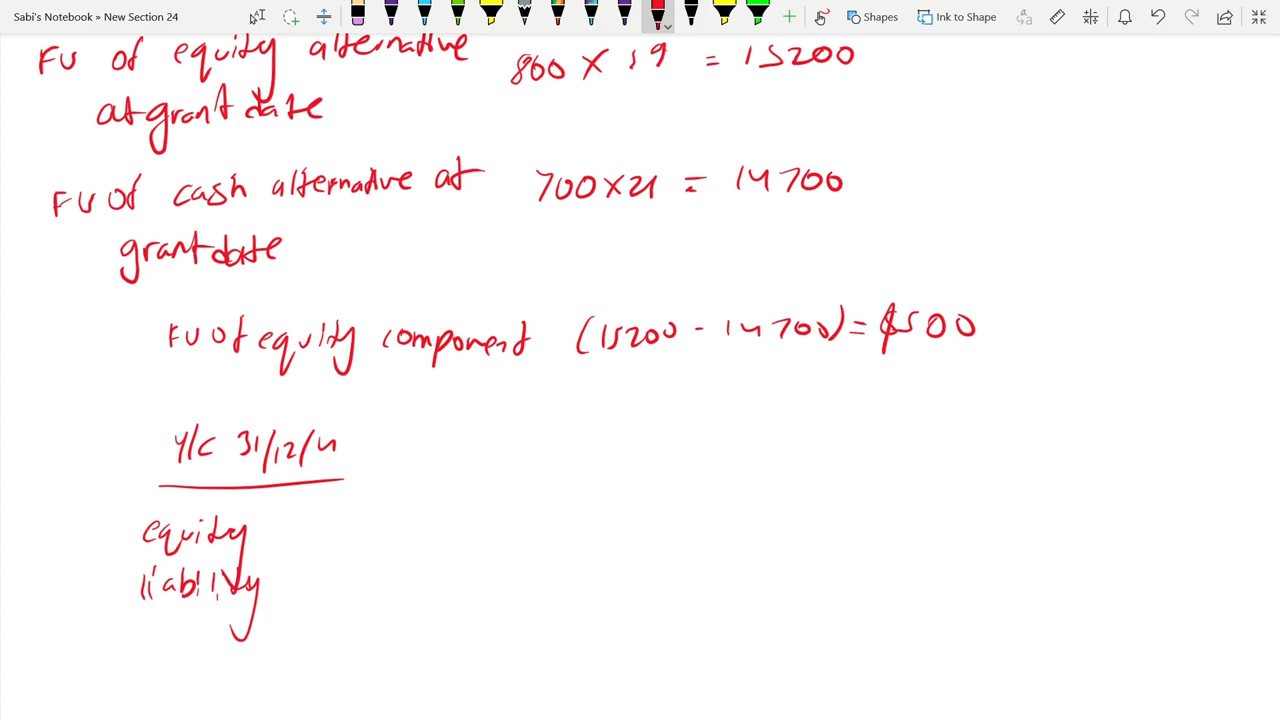 Sabi's Notebook » New Section 24
Shapes
Ink to Shape
FV of equity alternative 800 × 19 = 15200
at grant date
FV of cash alternative at 700 × 21 = 14700
grant date
FV of equity component (15200 - 14700) = $500
Y/E 31/12/21
equity
liability